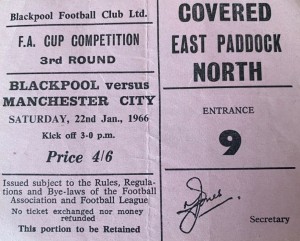 Blackpool Football Club Ltd.
F.A. CUP COMPETITION
3rd ROUND
BLACKPOOL versus
MANCHESTER CITY
SATURDAY, 22nd Jan., 1966
Kick off 3-0 p.m.
Price 4/6
Issued subject to the Rules, Regula-
tions and Bye-laws of the Football
Association and Football League
No ticket exchanged nor money
refunded
This portion to be Retained
COVERED
EAST PADDOCK
NORTH
ENTRANCE
9
Secretary